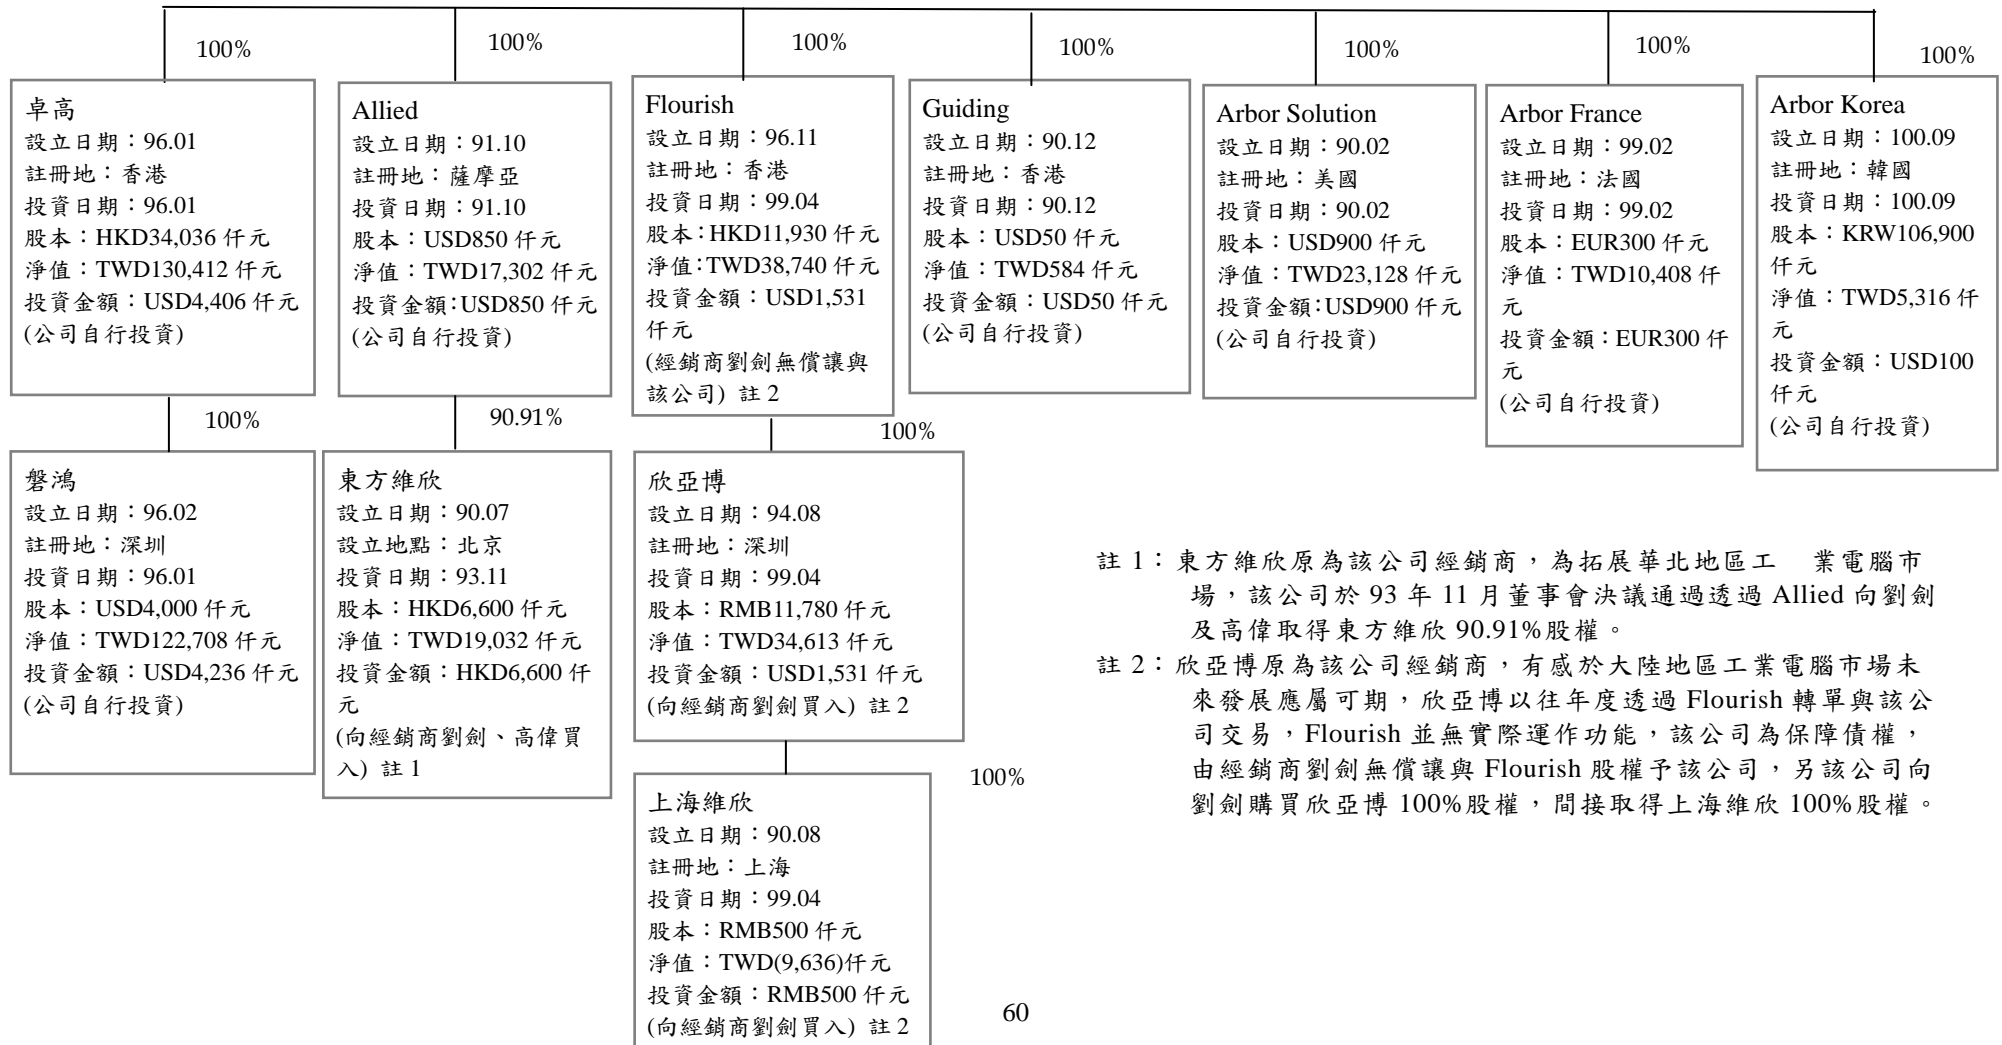 100%
100%
100%
100%
100%
100%
100%
卓高
設立日期：96.01
註冊地：香港
投資日期：96.01
股本：HKD34,036 仟元
淨值：TWD130,412 仟元
投資金額：USD4,406 仟元
(公司自行投資)
Allied
設立日期：91.10
註冊地：薩摩亞
投資日期：91.10
股本：USD850 仟元
淨值：TWD17,302 仟元
投資金額：USD850 仟元
(公司自行投資)
Flourish
設立日期：96.11
註冊地：香港
投資日期：99.04
股本：HKD11,930 仟元
淨值：TWD38,740 仟元
投資金額：USD1,531
仟元
(經銷商劉劍無償讓與
該公司) 註 2
Guiding
設立日期：90.12
註冊地：香港
投資日期：90.12
股本：USD50 仟元
淨值：TWD584 仟元
投資金額：USD50 仟元
(公司自行投資)
Arbor Solution
設立日期：90.02
註冊地：美國
投資日期：90.02
股本：USD900 仟元
淨值：TWD23,128 仟元
投資金額：USD900 仟元
(公司自行投資)
Arbor France
設立日期：99.02
註冊地：法國
投資日期：99.02
股本：EUR300 仟元
淨值：TWD10,408 仟
元
投資金額：EUR300 仟
元
(公司自行投資)
Arbor Korea
設立日期：100.09
註冊地：韓國
投資日期：100.09
股本：KRW106,900
仟元
淨值：TWD5,316 仟
元
投資金額：USD100
仟元
(公司自行投資)
100%
90.91%
100%
磐鴻
設立日期：96.02
註冊地：深圳
投資日期：96.01
股本：USD4,000 仟元
淨值：TWD122,708 仟元
投資金額：USD4,236 仟元
(公司自行投資)
東方維欣
設立日期：90.07
設立地點：北京
投資日期：93.11
股本：HKD6,600 仟元
淨值：TWD19,032 仟元
投資金額：HKD6,600 仟
元
(向經銷商劉劍、高偉買
入) 註 1
欣亞博
設立日期：94.08
註冊地：深圳
投資日期：99.04
股本：RMB11,780 仟元
淨值：TWD34,613 仟元
投資金額：USD1,531 仟元
(向經銷商劉劍買入) 註 2
100%
上海維欣
設立日期：90.08
註冊地：上海
投資日期：99.04
股本：RMB500 仟元
淨值：TWD(9,636)仟元
投資金額：RMB500 仟元
(向經銷商劉劍買入) 註 2
註 1：東方維欣原為該公司經銷商，為拓展華北地區工 業電腦市
場，該公司於 93 年 11 月董事會決議通過透過 Allied 向劉劍
及高偉取得東方維欣 90.91%股權。
註 2：欣亞博原為該公司經銷商，有感於大陸地區工業電腦市場未
來發展應屬可期，欣亞博以往年度透過 Flourish 轉單與該公
司交易，Flourish 並無實際運作功能，該公司為保障債權，
由經銷商劉劍無償讓與 Flourish 股權予該公司，另該公司向
劉劍購買欣亞博 100%股權，間接取得上海維欣 100%股權。
60